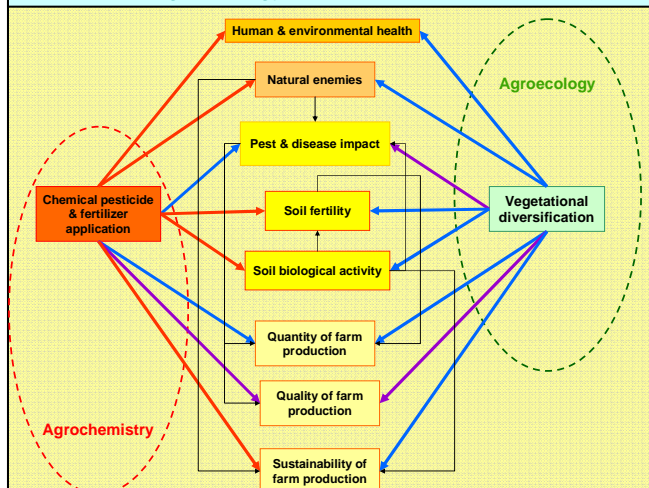 Human & environmental health
Natural enemies
Agroecology
Pest & disease impact
Chemical pesticide
& fertilizer
application
Soil fertility
Vegetational
diversification
Soil biological activity
Quantity of farm
production
Quality of farm
production
Agrochemistry
Sustainability of
farm production